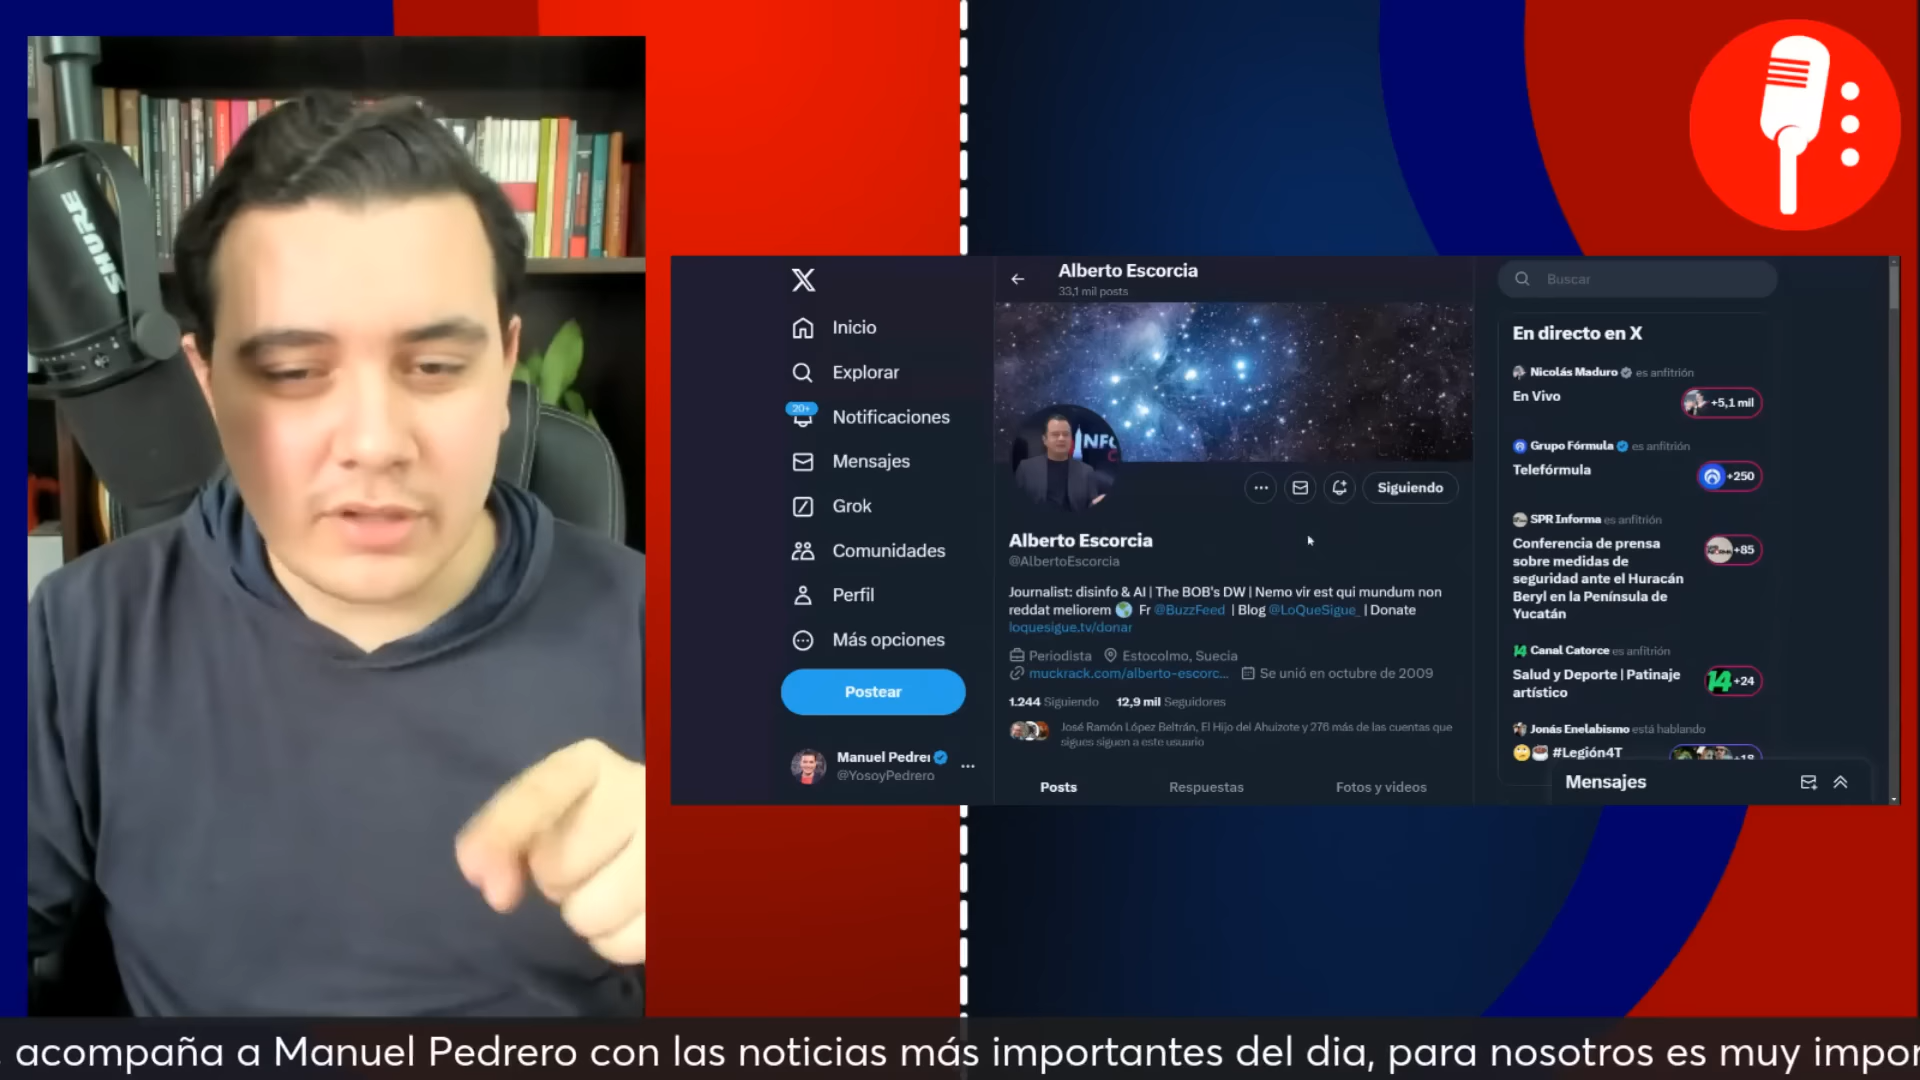 SHURE
Inicio
Explorar
20+
Notificaciones
Mensajes
Grok
Comunidades
Perfil
Más opciones
Postear
Manuel Pedrer
@YosoyPedrero
Alberto Escorcia
33,1 mil posts
INFO
C
Siguiendo
Alberto Escorcia
@AlbertoEscorcia
Journalist: disinfo & AI | The BOB's DW | Nemo vir est qui mundum non
reddat meliorem 🌎 Fr @BuzzFeed | Blog @LoQueSigue_ | Donate
loquesigue.tv/donar
Periodista Estocolmo, Suecia
muckrack.com/alberto-escorc... Se unió en octubre de 2009
1.244 Siguiendo 12,9 mil Seguidores
José Ramón López Beltrán, El Hijo del Ahuizote y 276 más de las cuentas que
sigues siguen a este usuario
Posts Respuestas Fotos y videos
Buscar
En directo en X
Nicolás Maduro es anfitrión
En Vivo
+5,1 mil
Grupo Fórmula es anfitrión
Telefórmula
+250
SPR Informa es anfitrión
Conferencia de prensa
sobre medidas de
seguridad ante el Huracán
Beryl en la Península de
Yucatán
+85
14 Canal Catorce es anfitrión
Salud y Deporte | Patinaje
artístico
14 +24
Jonás Enelabismo está hablando
🙄☕ #Legión4T
+18
Mensajes
acompaña a Manuel Pedrero con las noticias más importantes del dia, para nosotros es muy impor